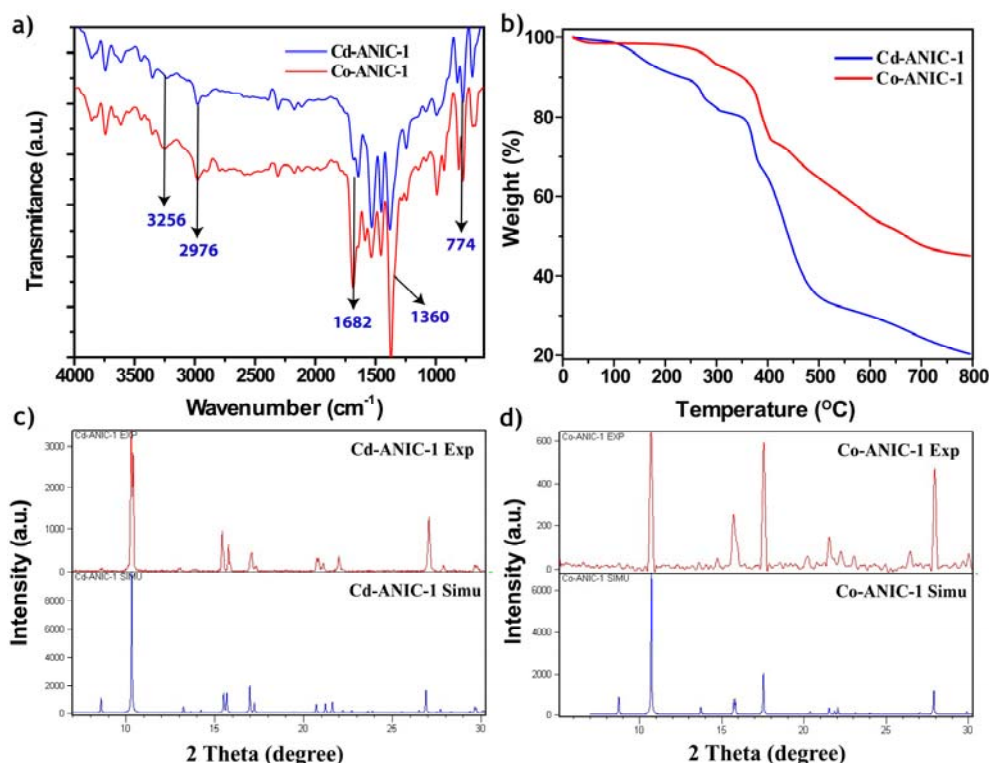 a)
Cd-ANIC-1
Co-ANIC-1
Transmitance (a.u.)
3256
2976
1682
1360
774
4000 3500 3000 2500 2000 1500 1000
Wavenumber (cm⁻¹)
b)
Cd-ANIC-1
Co-ANIC-1
Weight (%)
100
80
60
40
20
0 100 200 300 400 500 600 700 800
Temperature (ᴼC)
c)
Cd-ANIC-1 EXP
Cd-ANIC-1 Exp
3000
2000
1000
0
Cd-ANIC-1 SIMU
Cd-ANIC-1 Simu
8000
6000
4000
2000
0
Intensity (a.u.)
10 15 20 25 30
2 Theta (degree)
d)
Co-ANIC-1 EXP
Co-ANIC-1 Exp
600
400
200
0
Co-ANIC-1 SIMU
Co-ANIC-1 Simu
6000
4000
2000
0
Intensity (a.u.)
10 15 20 25 30
2 Theta (degree)